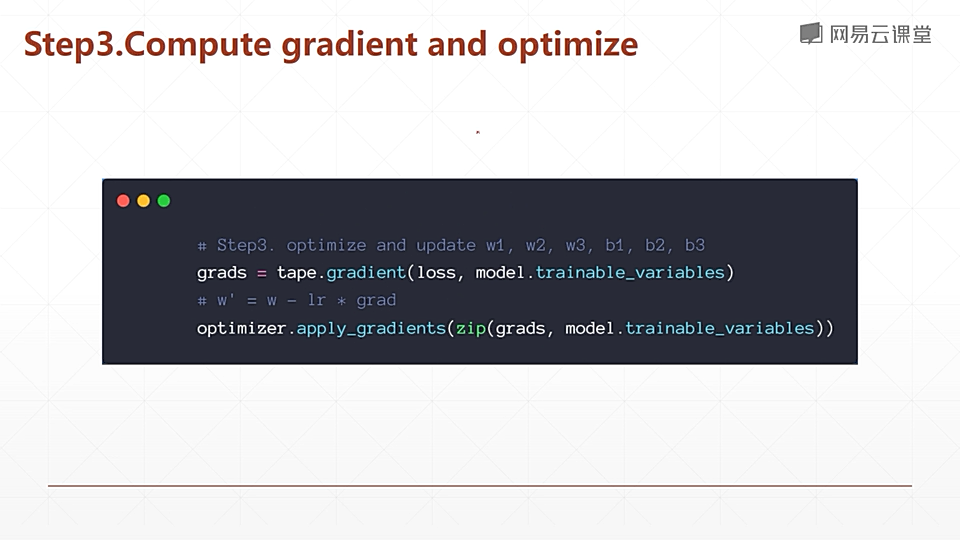 Step3.Compute gradient and optimize
网易云课堂
# Step3. optimize and update w1, w2, w3, b1, b2, b3
grads = tape.gradient(loss, model.trainable_variables)
# w' = w - lr * grad
optimizer.apply_gradients(zip(grads, model.trainable_variables))